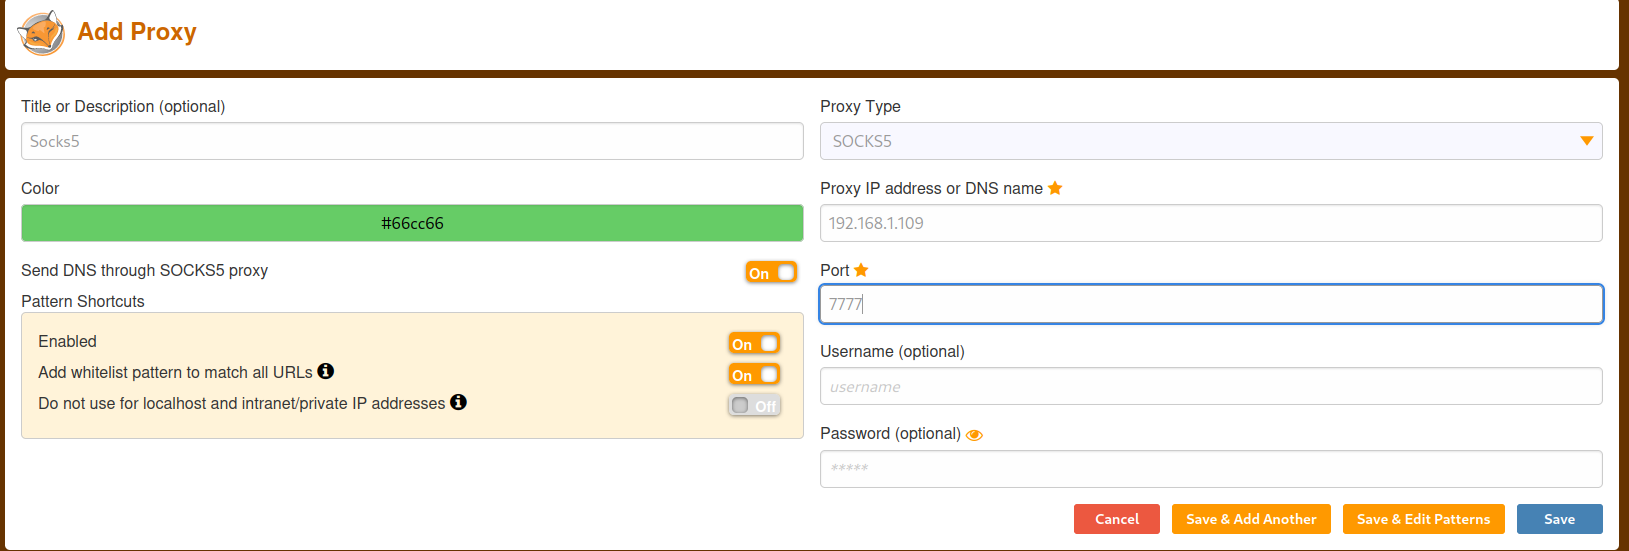 Add Proxy
Title or Description (optional)
Socks5
Color
#66cc66
Send DNS through SOCKS5 proxy
On
Pattern Shortcuts
Enabled
On
Add whitelist pattern to match all URLs
On
Do not use for localhost and intranet/private IP addresses
Off
Proxy Type
SOCKS5
Proxy IP address or DNS name
192.168.1.109
Port
7777
Username (optional)
username
Password (optional)
*****
Cancel
Save & Add Another
Save & Edit Patterns
Save